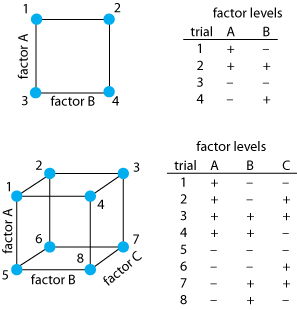 1 2
factor A
3 factor B 4
factor levels
trial A B
1 + –
2 + +
3 – –
4 – +
2 3
1 4
factor A
6 7
5 factor B 8
factor C
factor levels
trial A B C
1 + – –
2 + – +
3 + + +
4 + + –
5 – – –
6 – – +
7 – + +
8 – + –